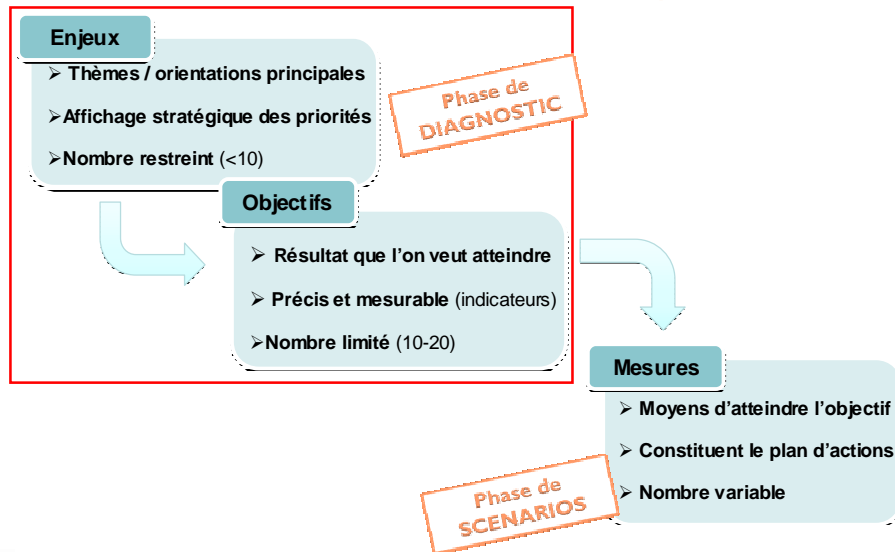 Enjeux
➢ Thèmes / orientations principales
➢Affichage stratégique des priorités
➢Nombre restreint (<10)
Phase de
DIAGNOSTIC
Objectifs
➢ Résultat que l'on veut atteindre
➢ Précis et mesurable (indicateurs)
➢Nombre limité (10-20)
Mesures
➢ Moyens d'atteindre l'objectif
➢ Constituent le plan d'actions
➢ Nombre variable
Phase de
SCENARIOS